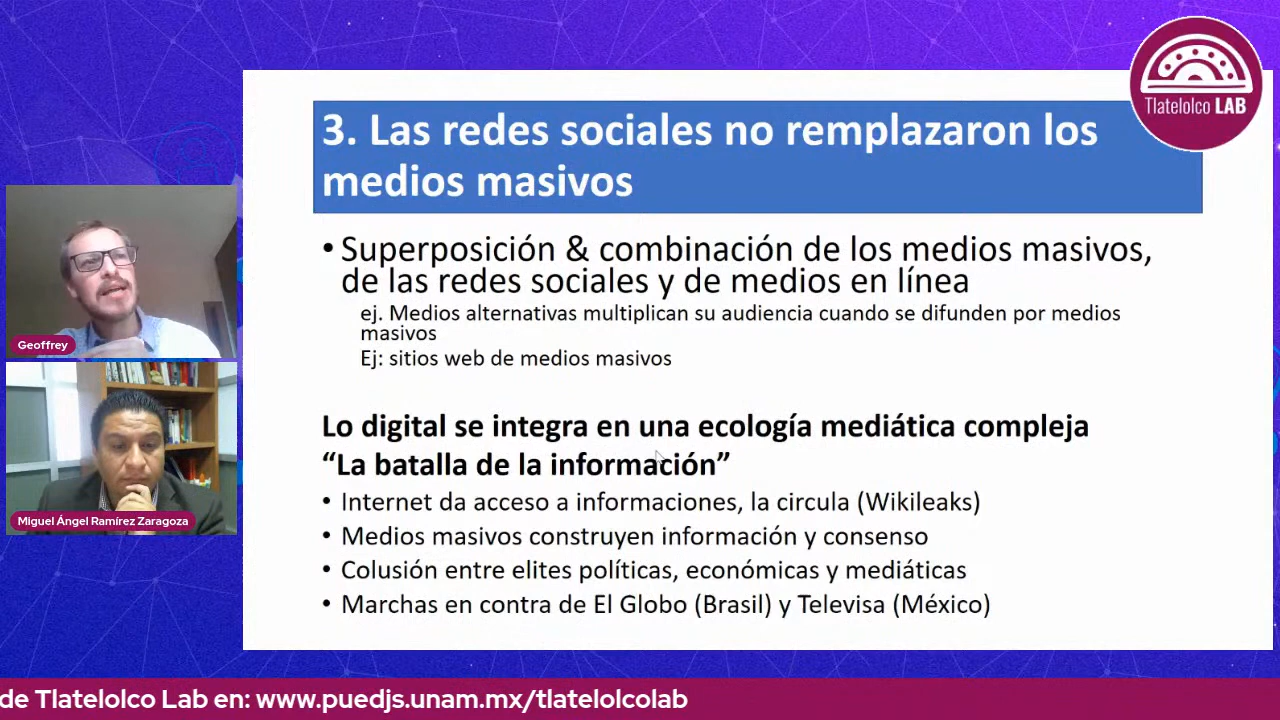 Tlatelolco LAB
3. Las redes sociales no remplazaron los
medios masivos
• Superposición & combinación de los medios masivos,
de las redes sociales y de medios en línea
ej. Medios alternativas multiplican su audiencia cuando se difunden por medios
masivos
Ej: sitios web de medios masivos
Lo digital se integra en una ecología mediática compleja
“La batalla de la información”
• Internet da acceso a informaciones, la circula (Wikileaks)
• Medios masivos construyen información y consenso
• Colusión entre elites políticas, económicas y mediáticas
• Marchas en contra de El Globo (Brasil) y Televisa (México)
Geoffrey
Miguel Ángel Ramírez Zaragoza
de Tlatelolco Lab en: www.puedjs.unam.mx/tlatelolcolab